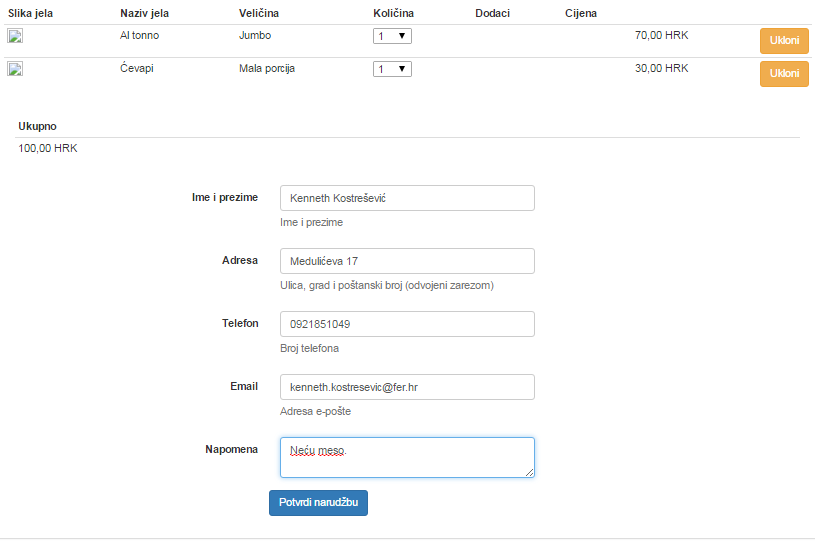 Slika jela Naziv jela Veličina Količina Dodaci Cijena
Al tonno Jumbo 1 70,00 HRK Ukloni
Ćevapi Mala porcija 1 30,00 HRK Ukloni
Ukupno
100,00 HRK
Ime i prezime Kenneth Kostrešević
Ime i prezime
Adresa Medulićeva 17
Ulica, grad i poštanski broj (odvojeni zarezom)
Telefon 0921851049
Broj telefona
Email kenneth.kostresevic@fer.hr
Adresa e-pošte
Napomena Neću meso.
Potvrdi narudžbu